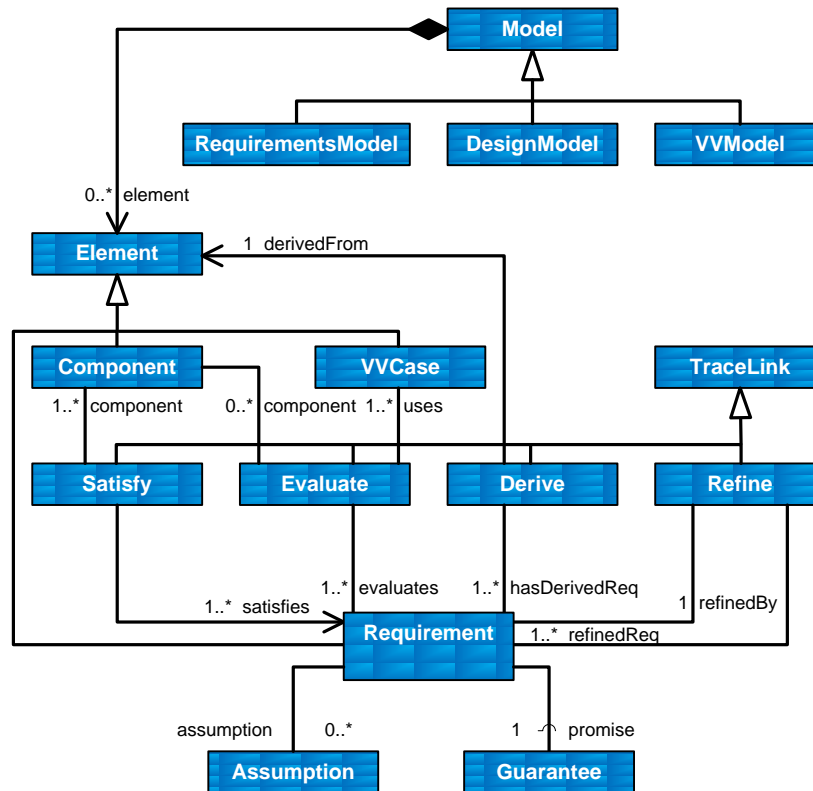 Model
RequirementsModel
DesignModel
VVModel
0..* element
Element
1 derivedFrom
Component
VVCase
TraceLink
1..* component
0..* component
1..* uses
Satisfy
Evaluate
Derive
Refine
1..* satisfies
1..* evaluates
1..* hasDerivedReq
1 refinedBy
Requirement
1..* refinedReq
assumption 0..*
1 promise
Assumption
Guarantee